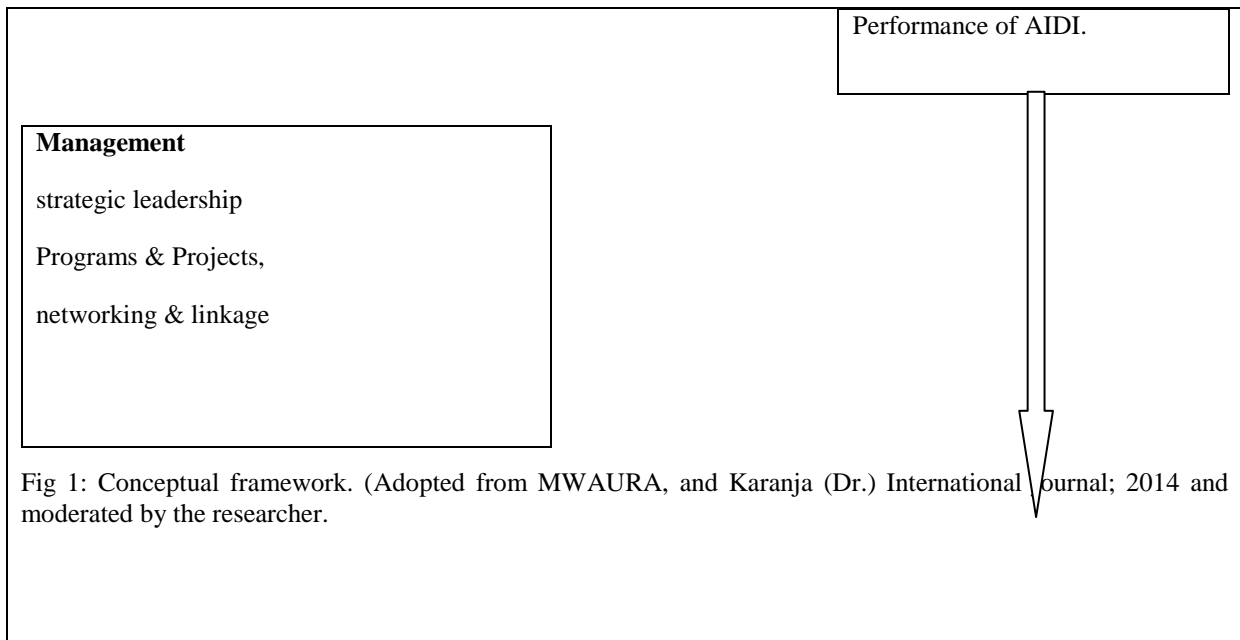 Performance of AIDI.
Management
strategic leadership
Programs & Projects,
networking & linkage
Fig 1: Conceptual framework. (Adopted from MWAURA, and Karanja (Dr.) International Journal; 2014 and
moderated by the researcher.